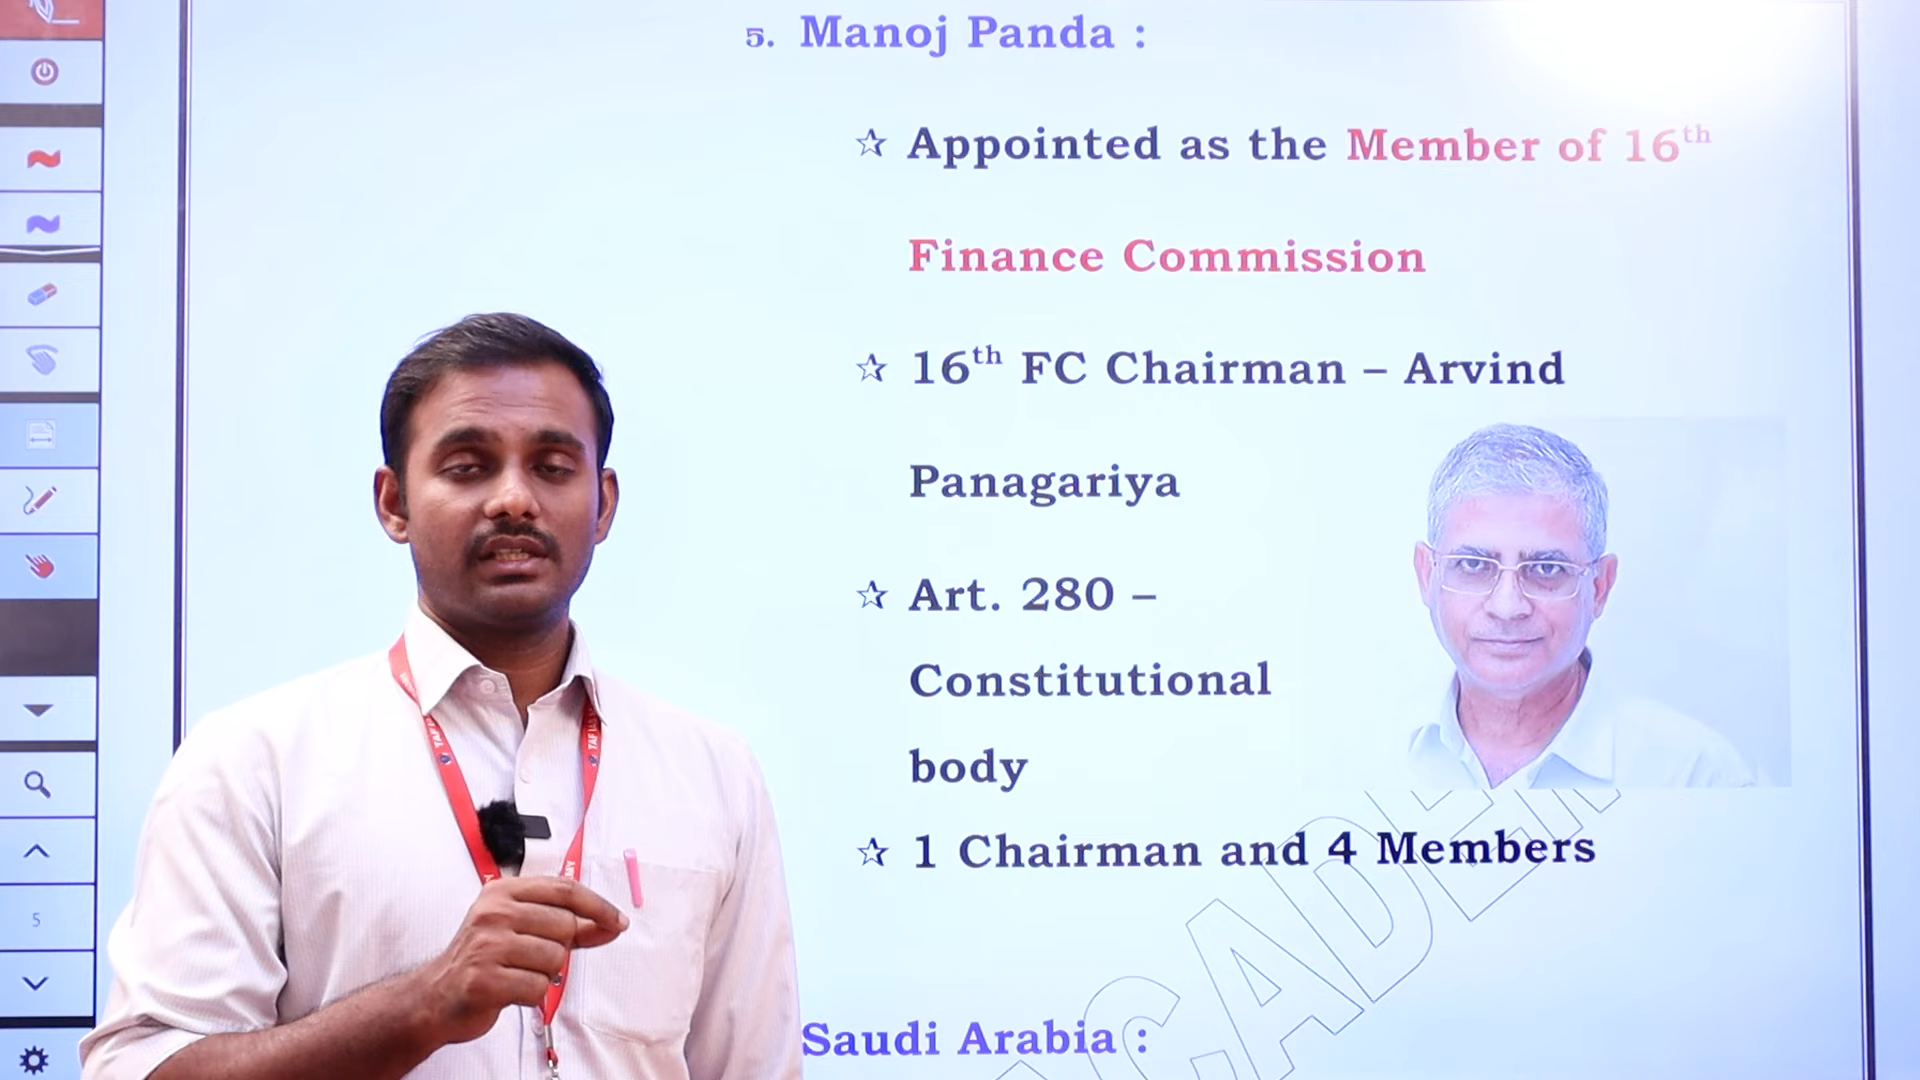 5. Manoj Panda :
☆ Appointed as the Member of 16th
Finance Commission
☆ 16th FC Chairman – Arvind
Panagariya
☆ Art. 280 –
Constitutional
body
☆ 1 Chairman and 4 Members
Saudi Arabia :
5